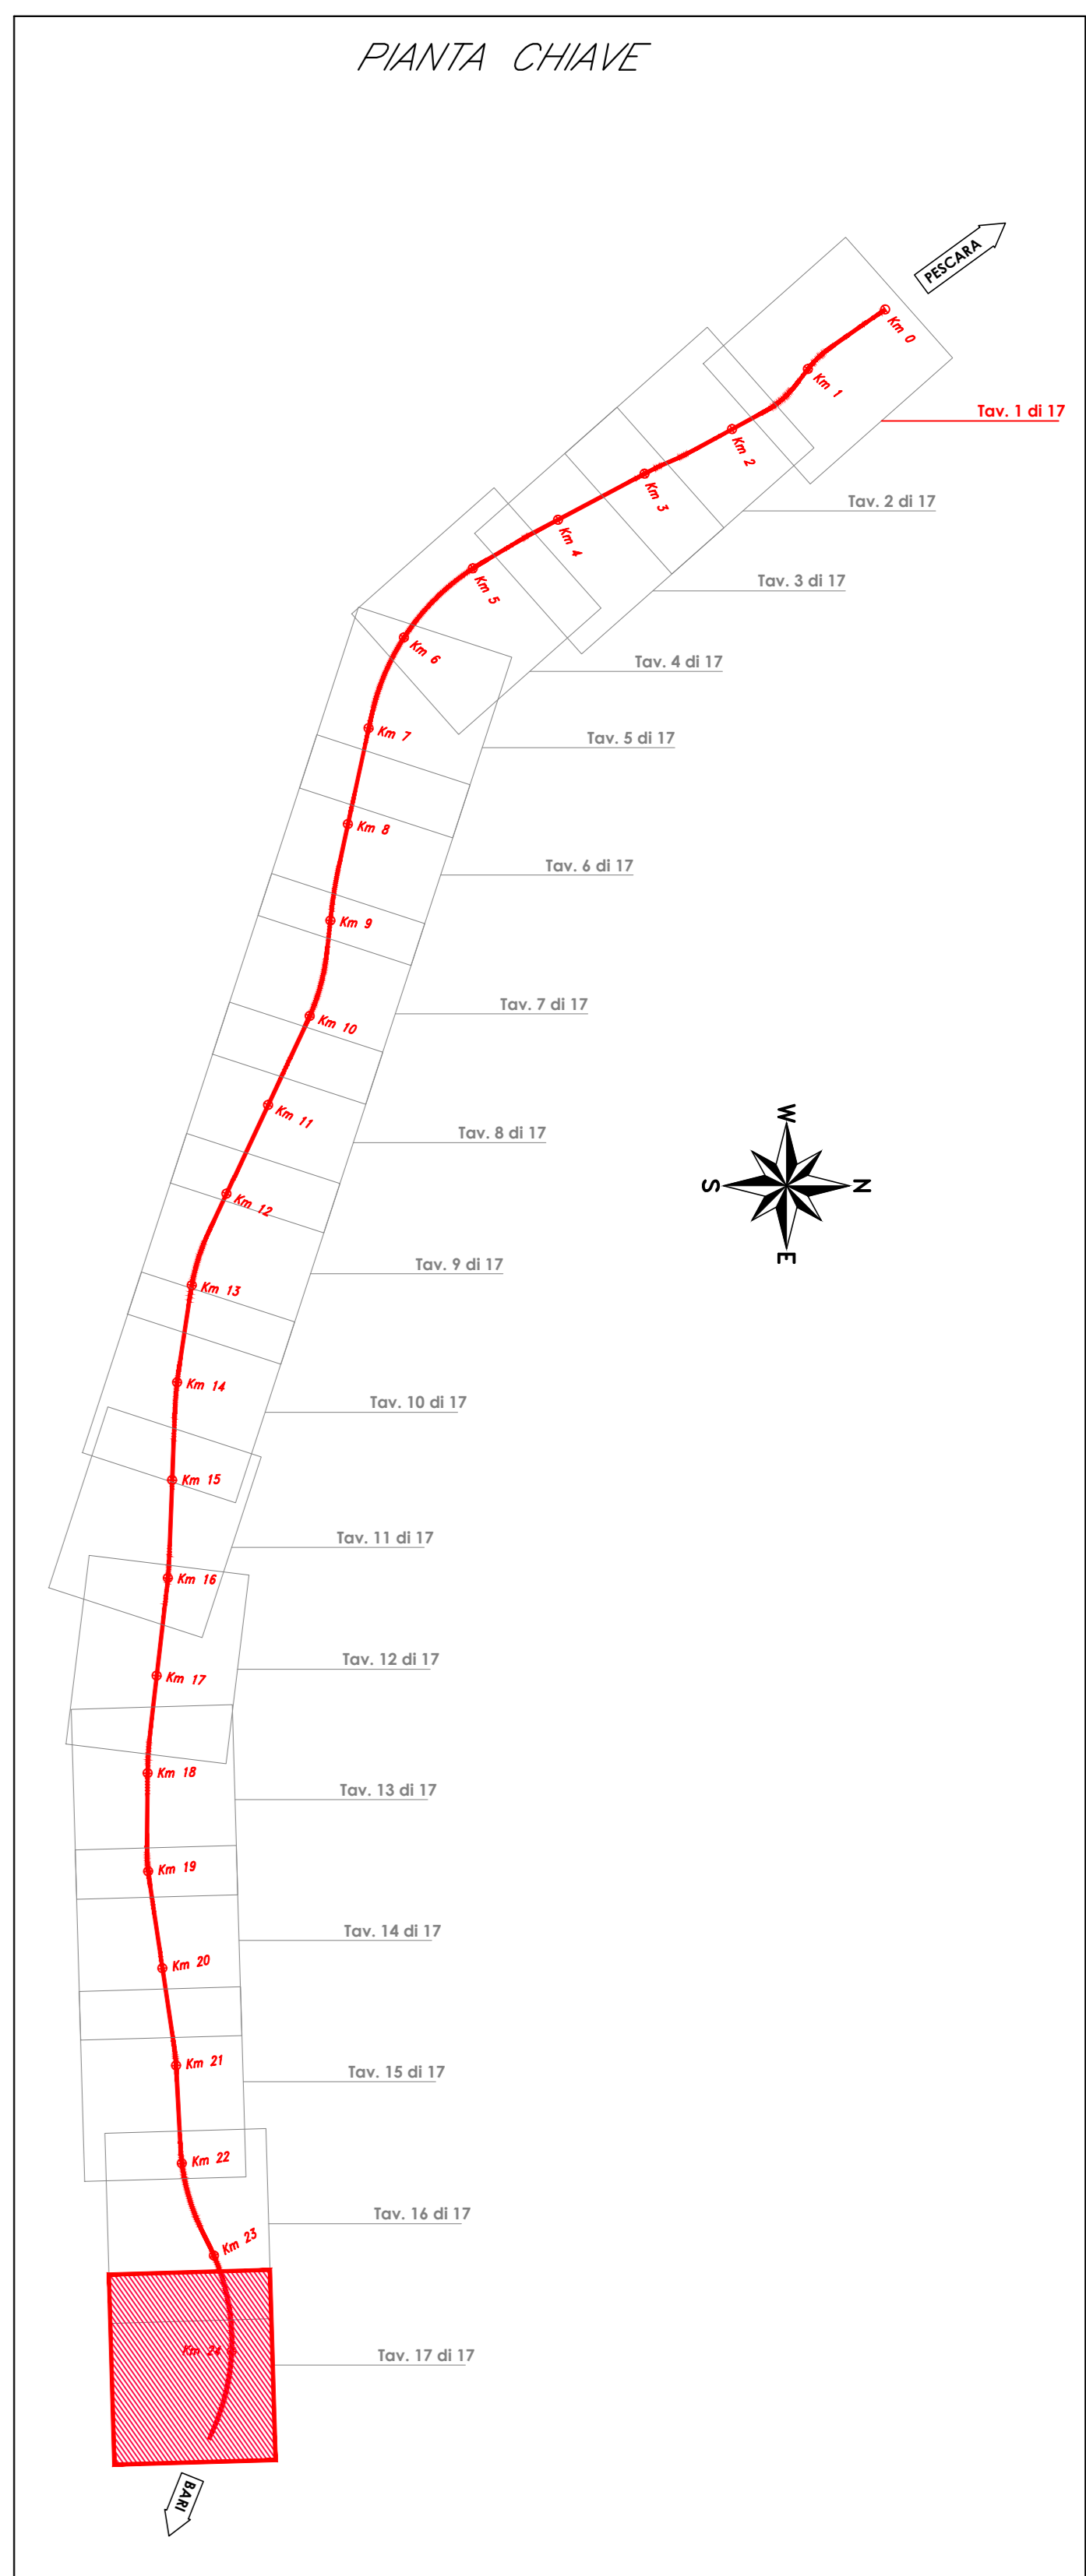 PIANTA CHIAVE
PESCARA
Km 0
Km 1
Tav. 1 di 17
Km 2
Km 3
Tav. 2 di 17
Km 4
Km 5
Tav. 3 di 17
Km 6
Tav. 4 di 17
Km 7
Tav. 5 di 17
Km 8
Tav. 6 di 17
Km 9
Tav. 7 di 17
Km 10
Km 11
W
Tav. 8 di 17
S
N
Km 12
E
Tav. 9 di 17
Km 13
Km 14
Tav. 10 di 17
Km 15
Tav. 11 di 17
Km 16
Tav. 12 di 17
Km 17
Km 18
Tav. 13 di 17
Km 19
Tav. 14 di 17
Km 20
Km 21
Tav. 15 di 17
Km 22
Tav. 16 di 17
Km 23
Km 24
Tav. 17 di 17
BARI